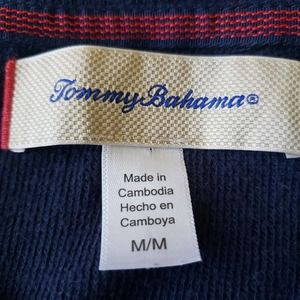 Tommy Bahama®
Made in
Cambodia
Hecho en
Camboya
M/M